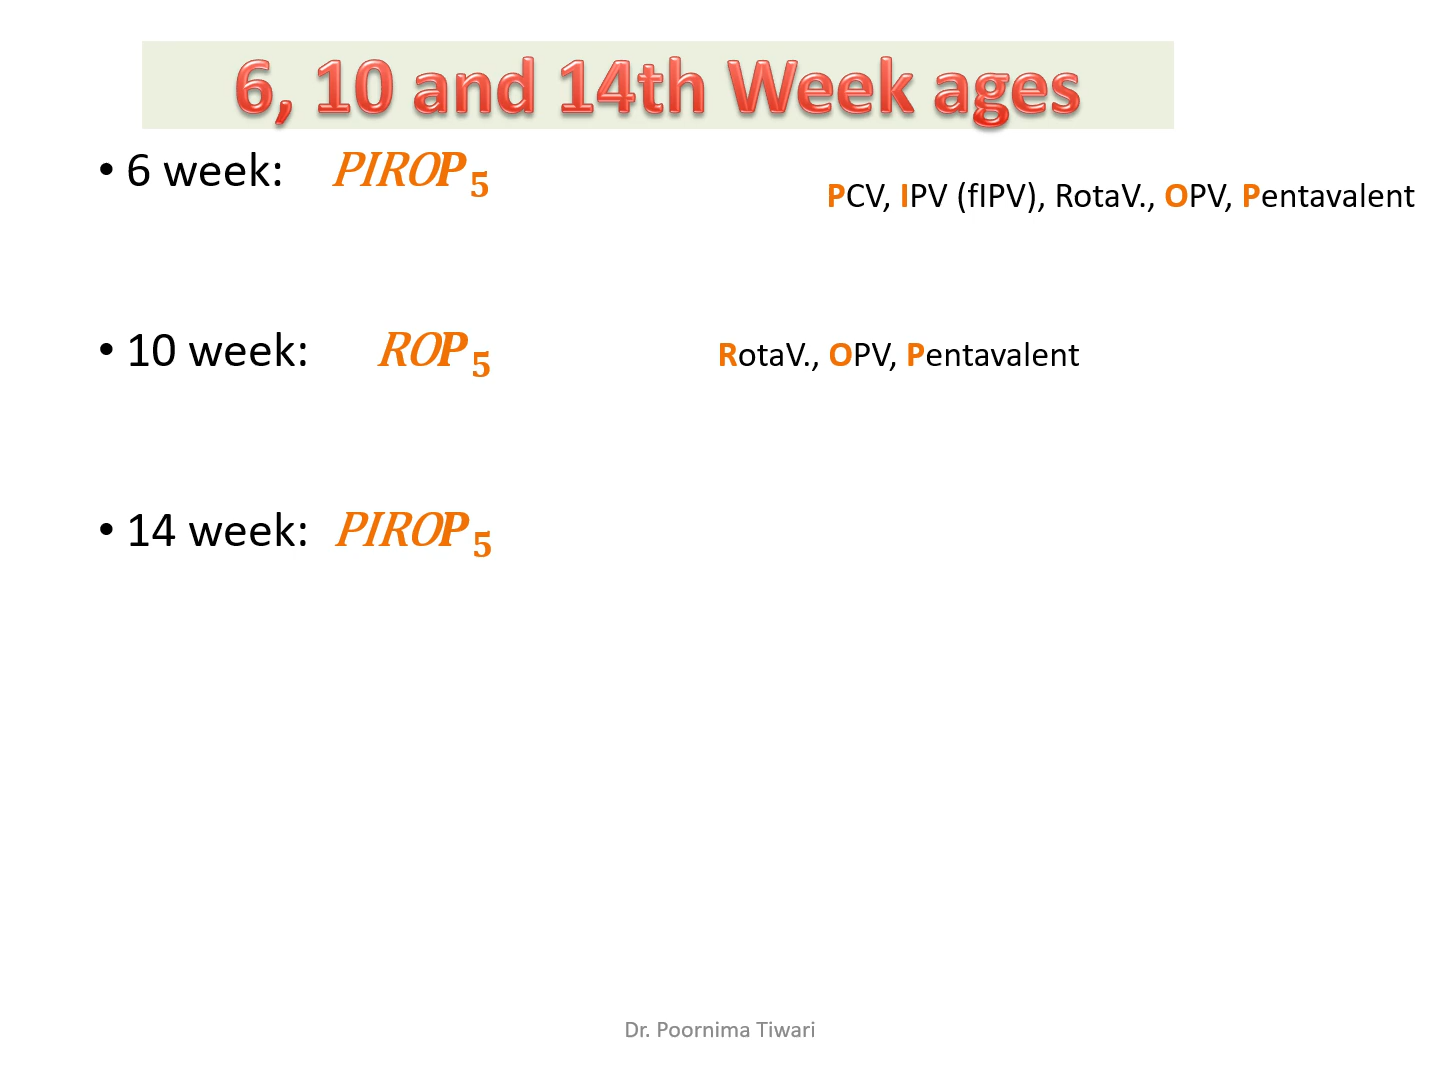 6, 10 and 14th Week ages
• 6 week: PIROP5
PCV, IPV (fIPV), RotaV., OPV, Pentavalent
• 10 week: ROP5
RotaV., OPV, Pentavalent
• 14 week: PIROP5
Dr. Poornima Tiwari